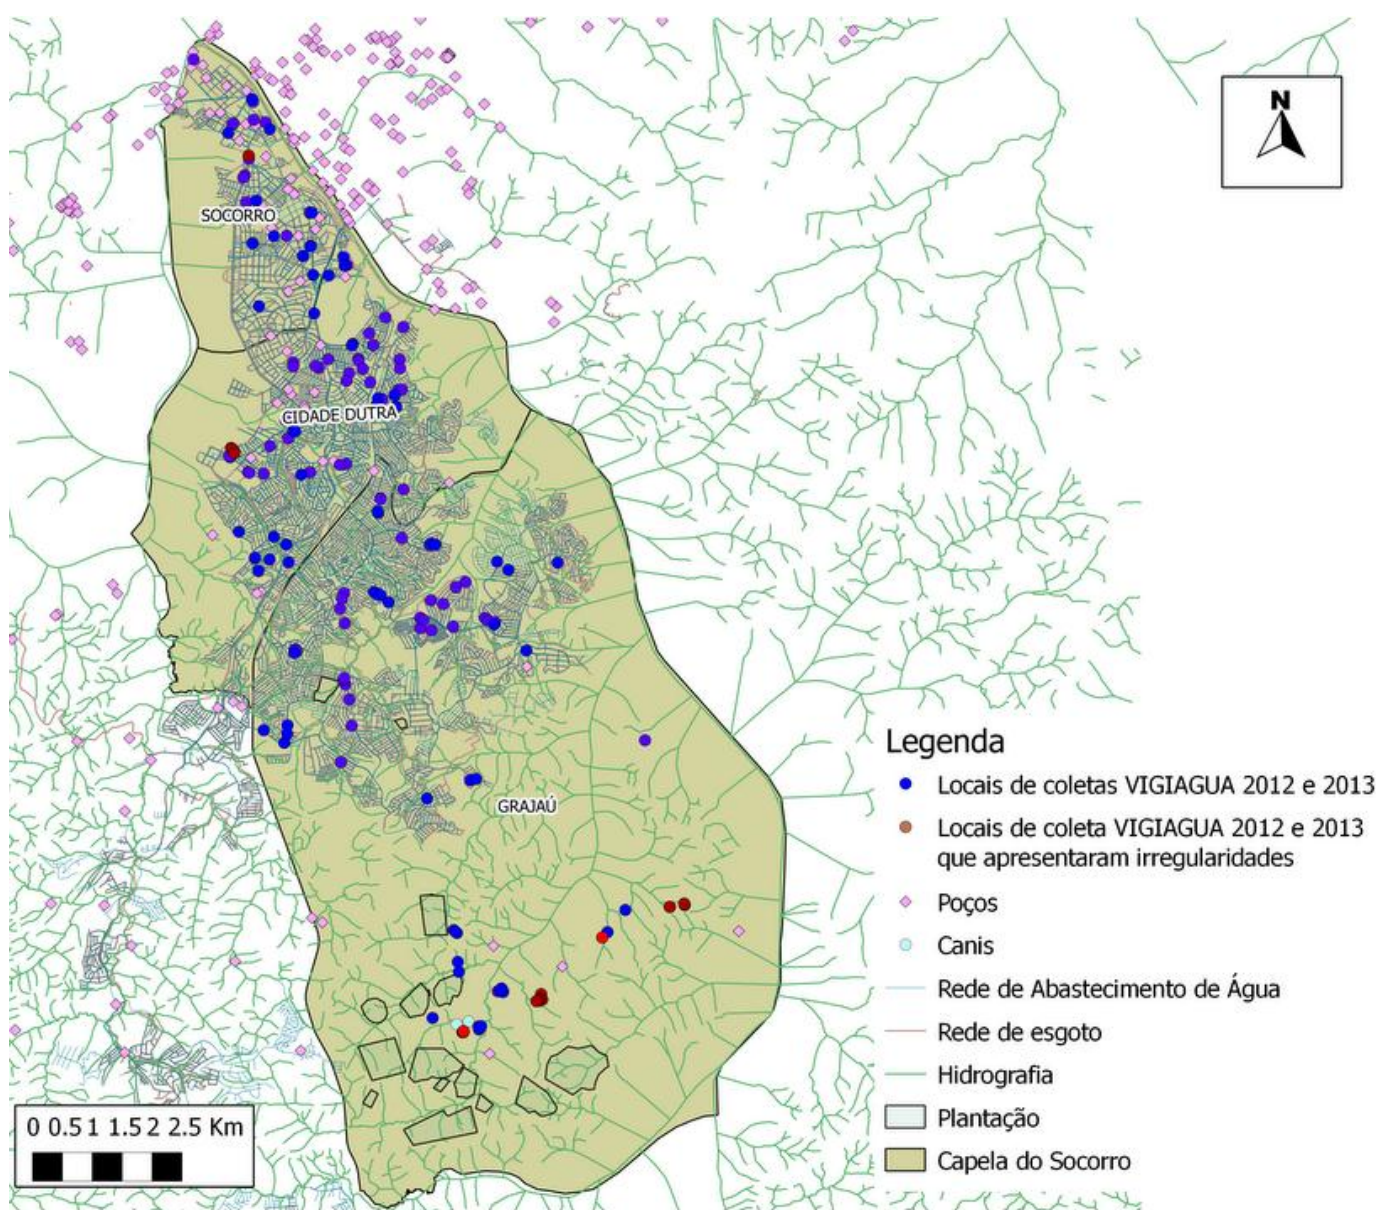 N
SOCORRO
CIDADE DUTRA
GRAJAÚ
Legenda
Locais de coletas VIGIAGUA 2012 e 2013
Locais de coleta VIGIAGUA 2012 e 2013
que apresentaram irregularidades
Poços
Canis
Rede de Abastecimento de Água
Rede de esgoto
Hidrografia
Plantação
Capela do Socorro
0 0.5 1 1.5 2 2.5 Km